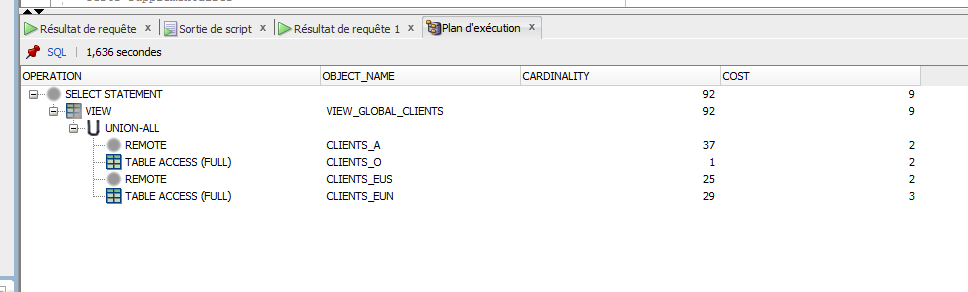 Résultat de requête x Sortie de script x Résultat de requête 1 x Plan d'exécution x
SQL | 1,636 secondes
OPERATION OBJECT_NAME CARDINALITY COST
SELECT STATEMENT 92 9
VIEW VIEW_GLOBAL_CLIENTS 92 9
UNION-ALL
REMOTE CLIENTS_A 37 2
TABLE ACCESS (FULL) CLIENTS_O 1 2
REMOTE CLIENTS_EUS 25 2
TABLE ACCESS (FULL) CLIENTS_EUN 29 3